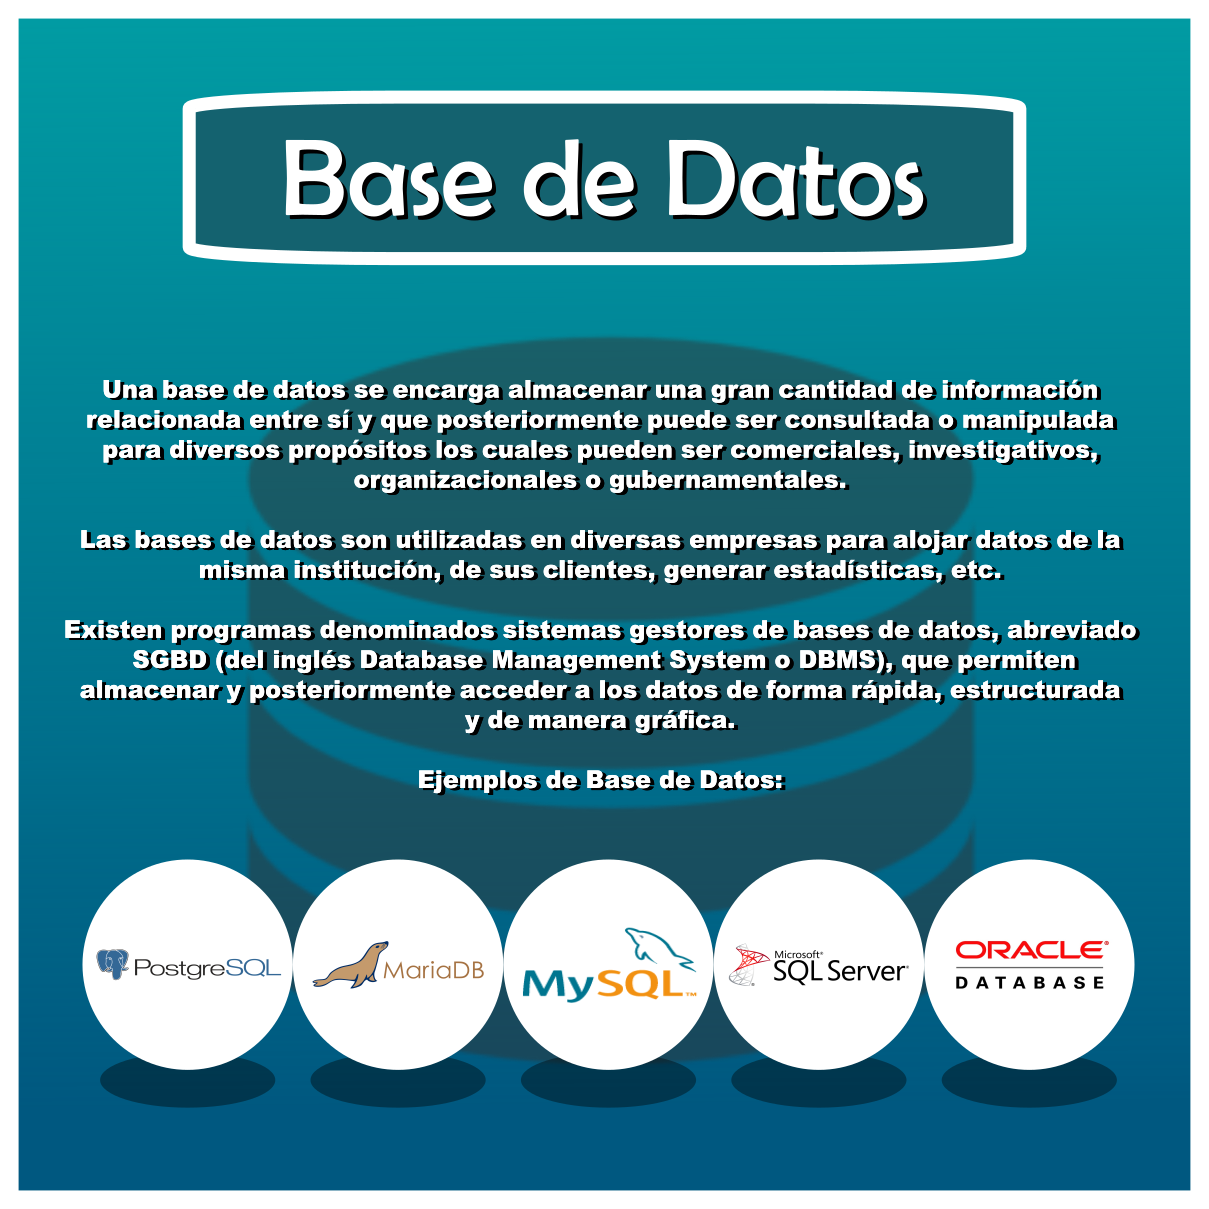 Base de Datos
Una base de datos se encarga almacenar una gran cantidad de información
relacionada entre sí y que posteriormente puede ser consultada o manipulada
para diversos propósitos los cuales pueden ser comerciales, investigativos,
organizacionales o gubernamentales.
Las bases de datos son utilizadas en diversas empresas para alojar datos de la
misma institución, de sus clientes, generar estadísticas, etc.
Existen programas denominados sistemas gestores de bases de datos, abreviado
SGBD (del inglés Database Management System o DBMS), que permiten
almacenar y posteriormente acceder a los datos de forma rápida, estructurada
y de manera gráfica.
Ejemplos de Base de Datos:
PostgreSQL
MariaDB
MySQL™
Microsoft®
SQL Server®
ORACLE®
DATABASE